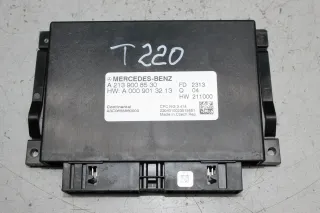 T220
MERCEDES-BENZ
A 213 900 65 30 FD 2313
HW: A 000 901 32 13 Q 04
Continental HW 211000
Made in Czech Rep.